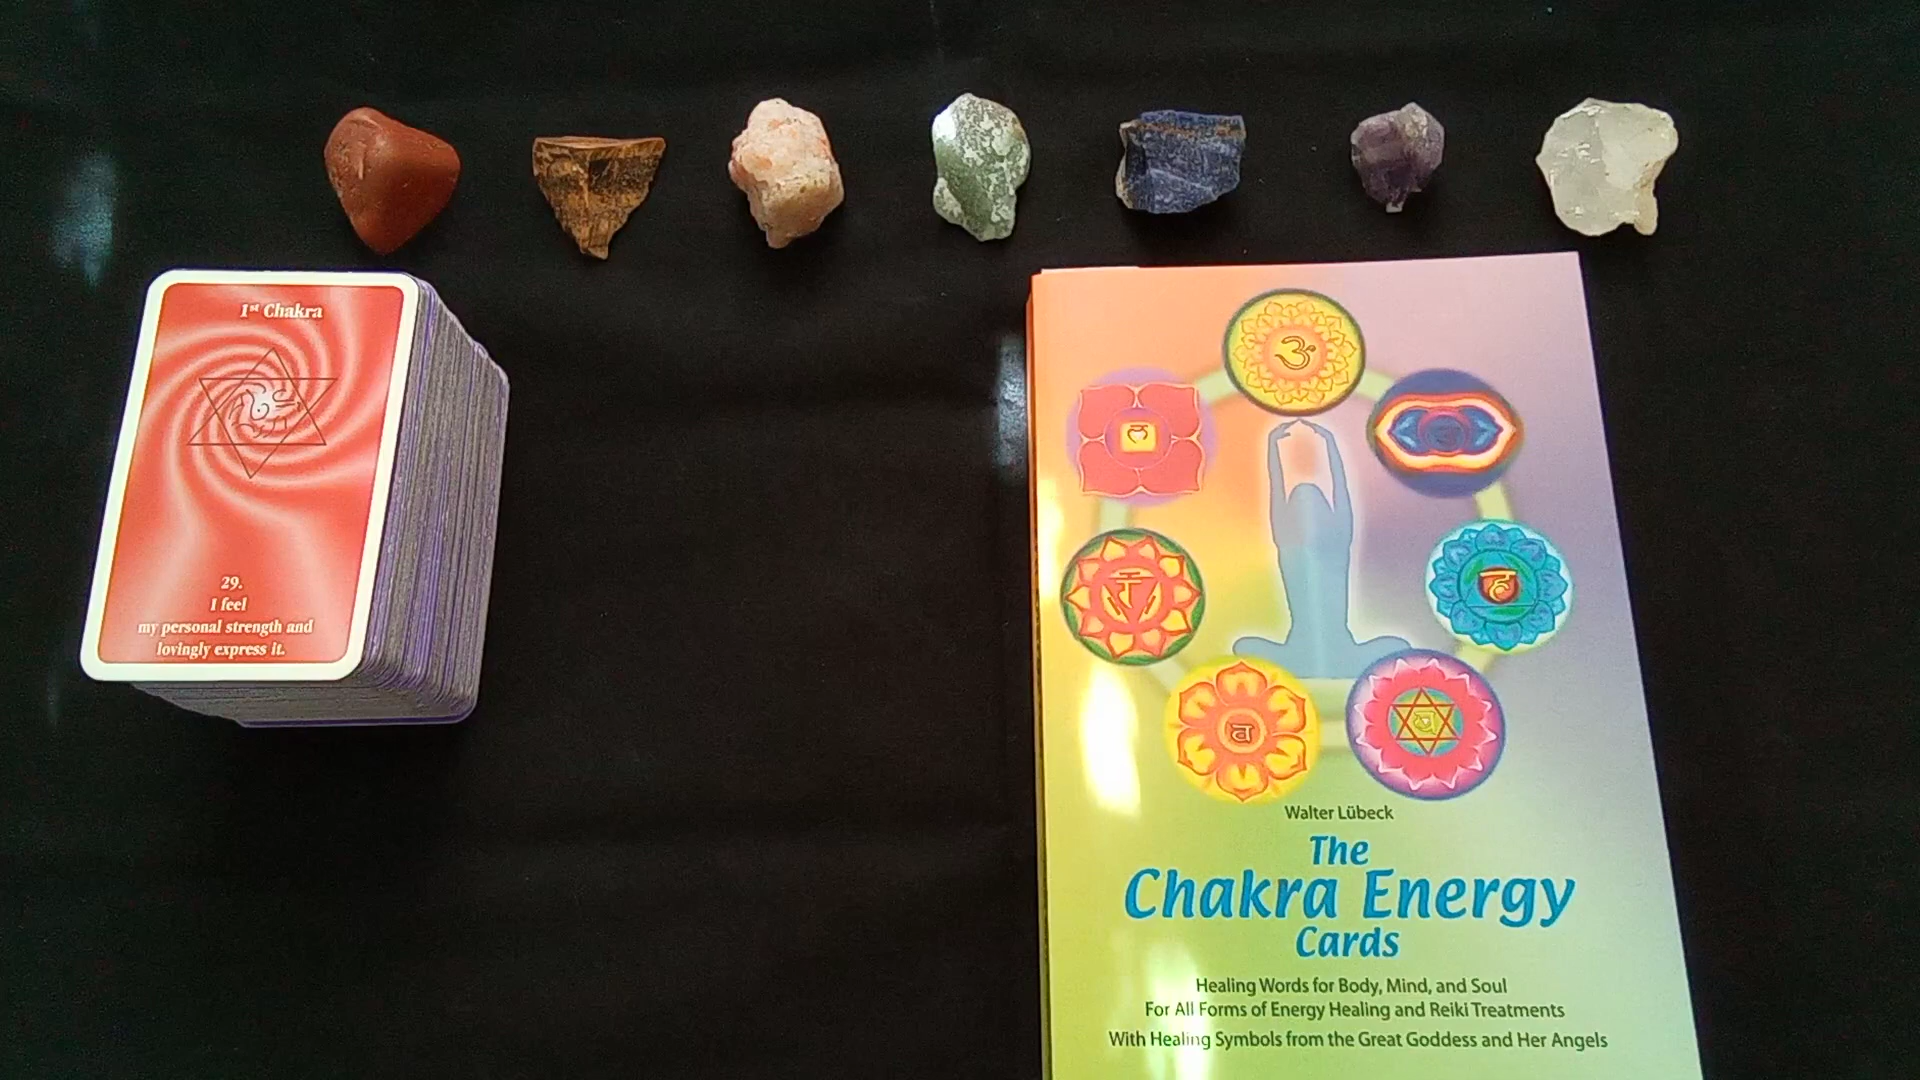 1st Chakra
29.
I feel
my personal strength and
lovingly express it.
ॐ
Walter Lübeck
The
Chakra Energy
Cards
Healing Words for Body, Mind, and Soul
For All Forms of Energy Healing and Reiki Treatments
With Healing Symbols from the Great Goddess and Her Angels